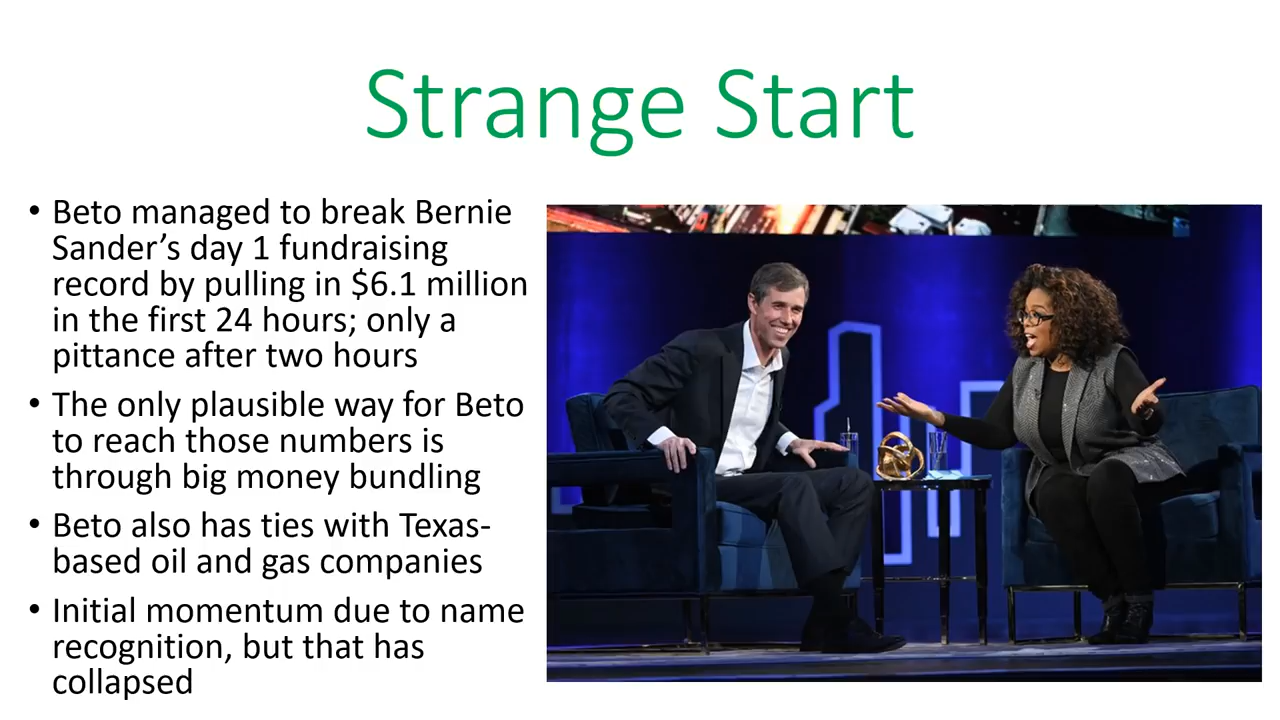 Strange Start
• Beto managed to break Bernie
Sander’s day 1 fundraising
record by pulling in $6.1 million
in the first 24 hours; only a
pittance after two hours
• The only plausible way for Beto
to reach those numbers is
through big money bundling
• Beto also has ties with Texas-
based oil and gas companies
• Initial momentum due to name
recognition, but that has
collapsed